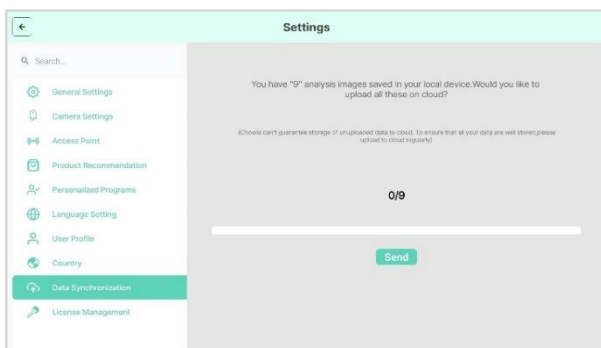 Settings
Search...
General Settings
Camera Settings
Access Point
Product Recommendation
Personalized Programs
Language Setting
User Profile
Country
Data Synchronization
License Management
You have "9" analysis images saved in your local device.Would you like to
upload all these on cloud?
(Chowis can't guarantee storage of unuploaded data to cloud. To ensure that all your data are well stored,please
upload to cloud regularly)
0/9
Send